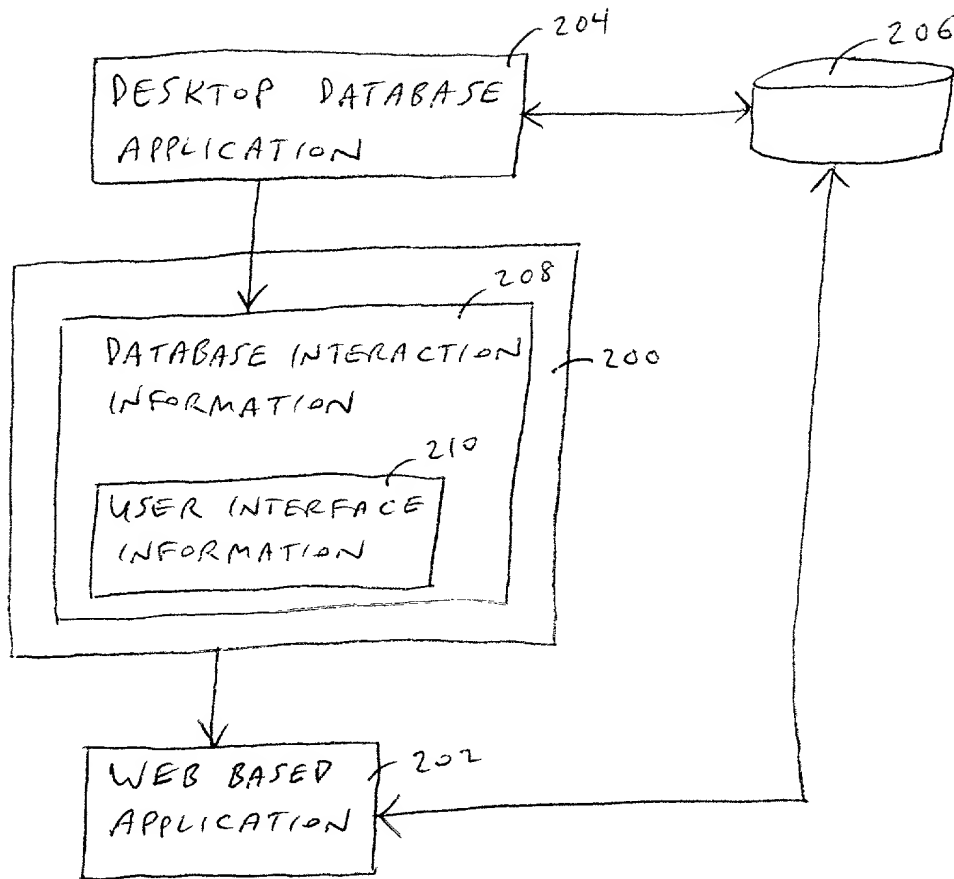 204
206
DESKTOP DATABASE
APPLICATION
208
DATABASE INTERACTION
INFORMATION
200
210
USER INTERFACE
INFORMATION
WEB BASED
APPLICATION
202